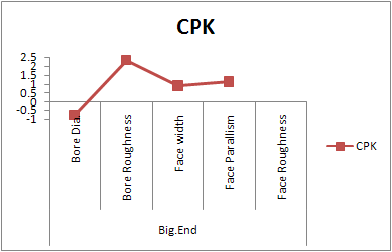 CPK
2.5
2
1.5
1
0.5
0
-0.5
-1
Bore Dia
Bore Roughness
Face width
Face Parallism
Face Roughness
Big.End
CPK